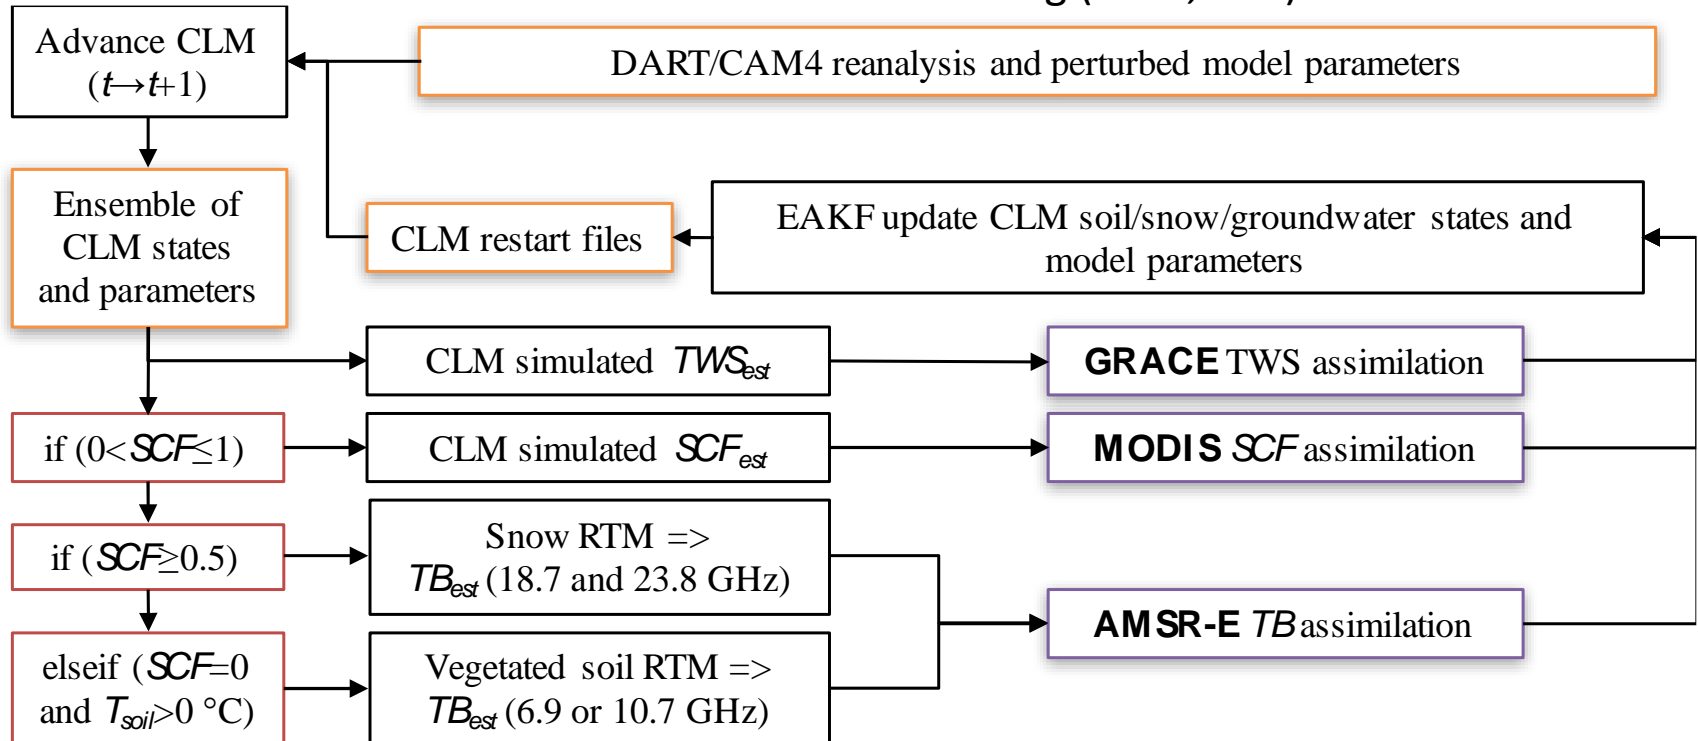 Advance CLM
(t→t+1)
DART/CAM4 reanalysis and perturbed model parameters
Ensemble of
CLM states
and parameters
CLM restart files
EAKF update CLM soil/snow/groundwater states and
model parameters
CLM simulated TWSest
GRACE TWS assimilation
if (0<SCF≤1)
CLM simulated SCFest
MODIS SCF assimilation
if (SCF≥0.5)
Snow RTM =>
TBest (18.7 and 23.8 GHz)
AMSR-E TB assimilation
elseif (SCF=0
and Tsoil>0 °C)
Vegetated soil RTM =>
TBest (6.9 or 10.7 GHz)